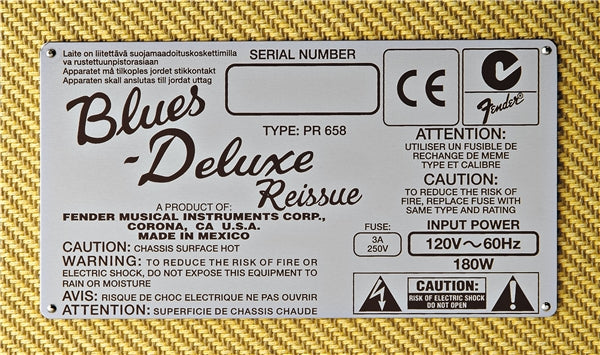 Laite on liitettävä suojamaadoituskoskettimilla
va rustettuunpistorasiaan
Apparatet må tilkoples jordet stikkontakt
Apparaten skall anslutas till jordat uttag
SERIAL NUMBER
CE
Fender®
Blues
-Deluxe
Reissue
TYPE: PR 658
ATTENTION:
UTILISER UN FUSIBLE DE
RECHANGE DE MEME
TYPE ET CALIBRE
CAUTION:
TO REDUCE THE RISK OF
FIRE, REPLACE FUSE WITH
SAME TYPE AND RATING
A PRODUCT OF:
FENDER MUSICAL INSTRUMENTS CORP.,
CORONA, CA U.S.A.
MADE IN MEXICO
FUSE:
3A
250V
INPUT POWER
120V~60Hz
180W
CAUTION: CHASSIS SURFACE HOT
WARNING: TO REDUCE THE RISK OF FIRE OR
ELECTRIC SHOCK, DO NOT EXPOSE THIS EQUIPMENT TO
RAIN OR MOISTURE
AVIS: RISQUE DE CHOC ELECTRIQUE NE PAS OUVRIR
ATTENTION: SUPERFICIE DE CHASSIS CHAUDE
CAUTION:
RISK OF ELECTRIC SHOCK
DO NOT OPEN